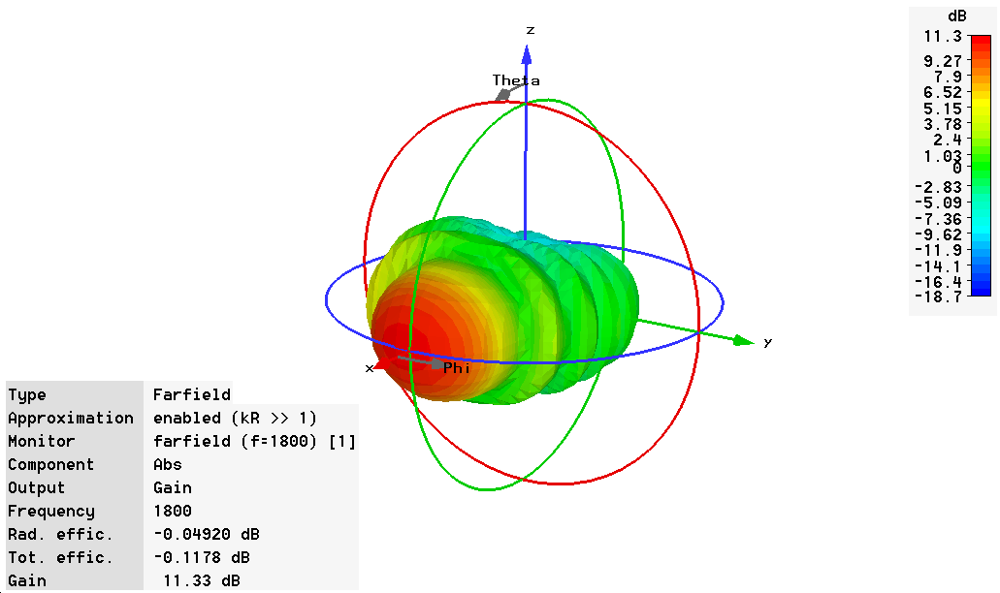 dB
11.3
9.27
7.9
6.52
5.15
3.78
2.4
1.03
0
-2.83
-5.09
-7.36
-9.62
-11.9
-14.1
-16.4
-18.7
z
Theta
y
x
Phi
Type Farfield
Approximation enabled (kR >> 1)
Monitor farfield (f=1800) [1]
Component Abs
Output Gain
Frequency 1800
Rad. effic. -0.04920 dB
Tot. effic. -0.1178 dB
Gain 11.33 dB